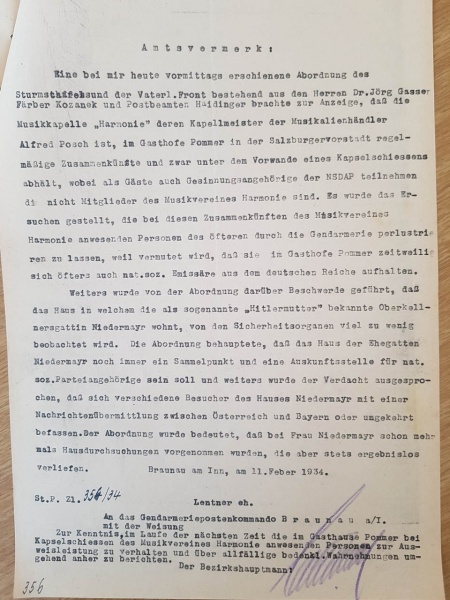 Amtsvermerk:
Eine bei mir heute vormittags erschienene Abordnung des
Sturmstaffelsund der Vaterl.Front bestehend aus den Herren Dr.Jörg Gasser
Färber Kozanek und Postbeamten Haidinger brachte zur Anzeige, daß die
Musikkapelle „Harmonie" deren Kapellmeister der Musikalienhändler
Alfred Posch ist, im Gasthofe Pommer in der Salzburgervorstadt regel-
mäßige Zusammenkünfte und zwar unter dem Vorwande eines Kapselschiessens
abhält, wobei als Gäste auch Gesinnungsangehörige der NSDAP teilnehmen
die nicht Mitglieder des Musikvereines Harmonie sind. Es wurde das Er-
suchen gestellt, die bei diesen Zusammenkünften des Musikvereines
Harmonie anwesenden Personen des öfteren durch die Gendarmerie perlustrie
ren zu lassen, weil vermutet wird, daß sie im Gasthofe Pommer zeitweilig
sich öfters auch nat.soz. Emissäre aus dem deutschen Reiche aufhalten.
Weiters wurde von der Abordnung darüber Beschwerde geführt, daß
das Haus in welchem die als sogenannte „Hitlermutter" bekannte Oberkell-
nersgattin Niedermayr wohnt, von den Sicherheitsorganen viel zu wenig
beobachtet wird. Die Abordnung behauptete, daß das Haus der Ehegatten
Niedermayr noch immer ein Sammelpunkt und eine Auskunftsstelle für nat.
soz.Parteiangehörige sein soll und weiters wurde der Verdacht ausgespro-
chen, daß sich verschiedene Besucher des Hauses Niedermayr mit einer
Nachrichtenübermittlung zwischen Österreich und Bayern oder umgekehrt
befassen.Der Abordnung wurde bedeutet, daß bei Frau Niedermayr schon mehr
mals Hausdurchsuchungen vorgenommen wurden, die aber stets ergebnislos
verliefen. Braunau am Inn, am 11.Feber 1934.
St.P. Zl. 356/34
Lentner eh.
An das Gendarmeriepostenkommando Braunau a/I.
mit der Weisung
Zur Kenntnis,im Laufe der nächsten Zeit die im Gasthause Pommer bei
Kapselschiessen des Musikvereines Harmonie anwesenden Personen zur Aus-
weisleistung zu verhalten und über allfällige bedenkl.Wahrnehmungen um-
gehend anher zu berichten.
Der Bezirkshauptmann:
356